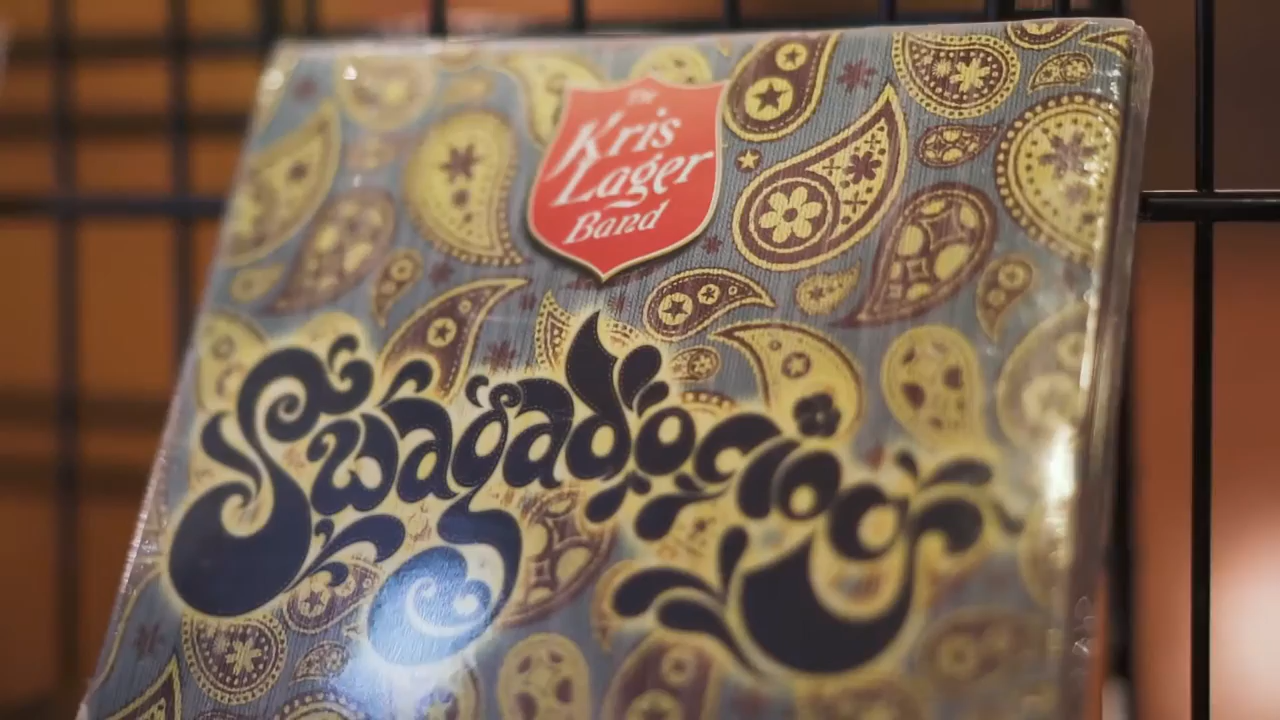 The
Kris
Lager
Band
Swagadocious